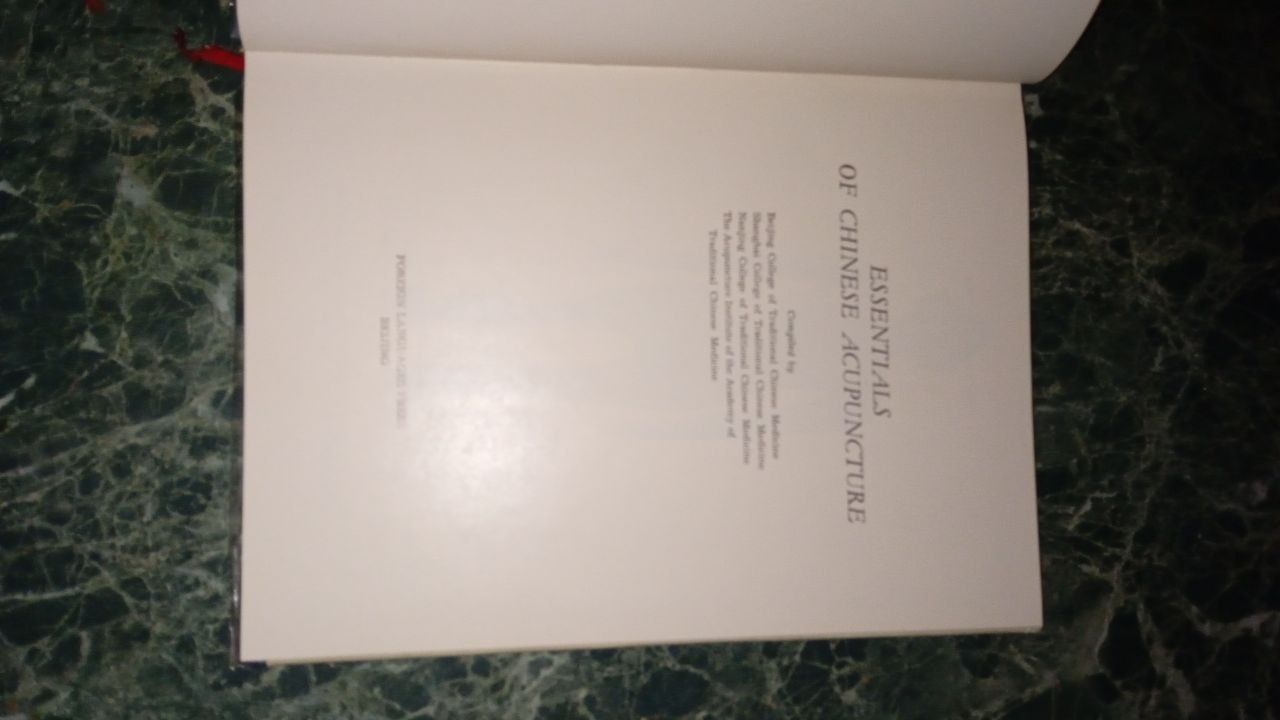 ESSENTIALS
OF CHINESE ACUPUNCTURE
Compiled by
Beijing College of Traditional Chinese Medicine
Shanghai College of Traditional Chinese Medicine
Nanjing College of Traditional Chinese Medicine
The Acupuncture Institute of the Academy of
Traditional Chinese Medicine
FOREIGN LANGUAGES PRESS
BEIJING